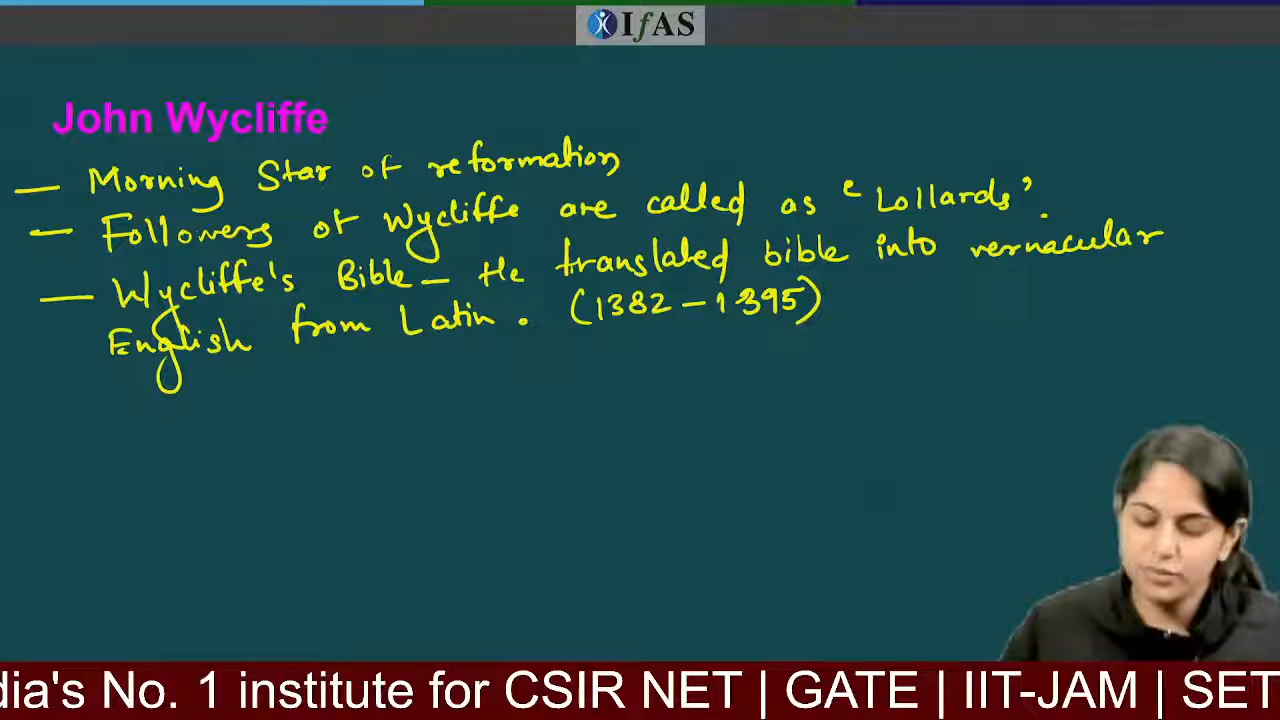 IfAS
John Wycliffe
— Morning Star of reformation
— Followers of Wycliffe are called as ‘Lollards’.
— Wycliffe's Bible — He translated bible into vernacular
English from Latin. (1382 – 1395)
dia's No. 1 institute for CSIR NET | GATE | IIT-JAM | SET